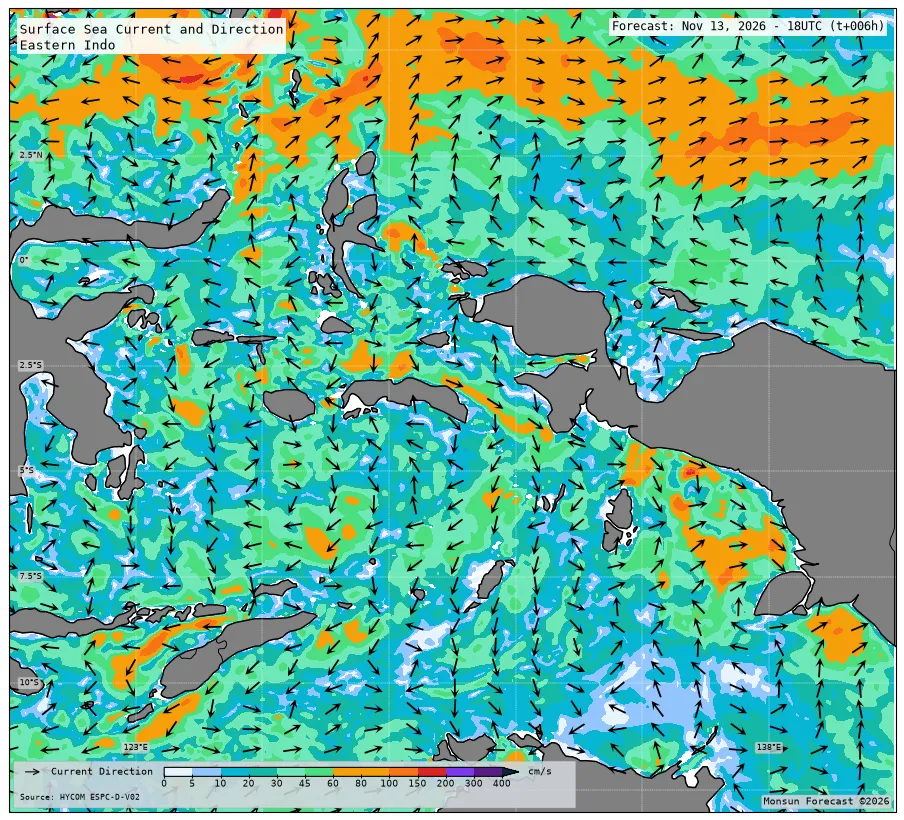 Surface Sea Current and Direction
Eastern Indo
Forecast: Nov 13, 2026 - 18UTC (t+006h)
2.5°N
0°
2.5°S
5°S
7.5°S
10°S
123°E
138°E
Current Direction
0 5 10 20 30 45 60 80 100 150 200 300 400 cm/s
Source: HYCOM ESPC-D-V02
Monsun Forecast ©2026